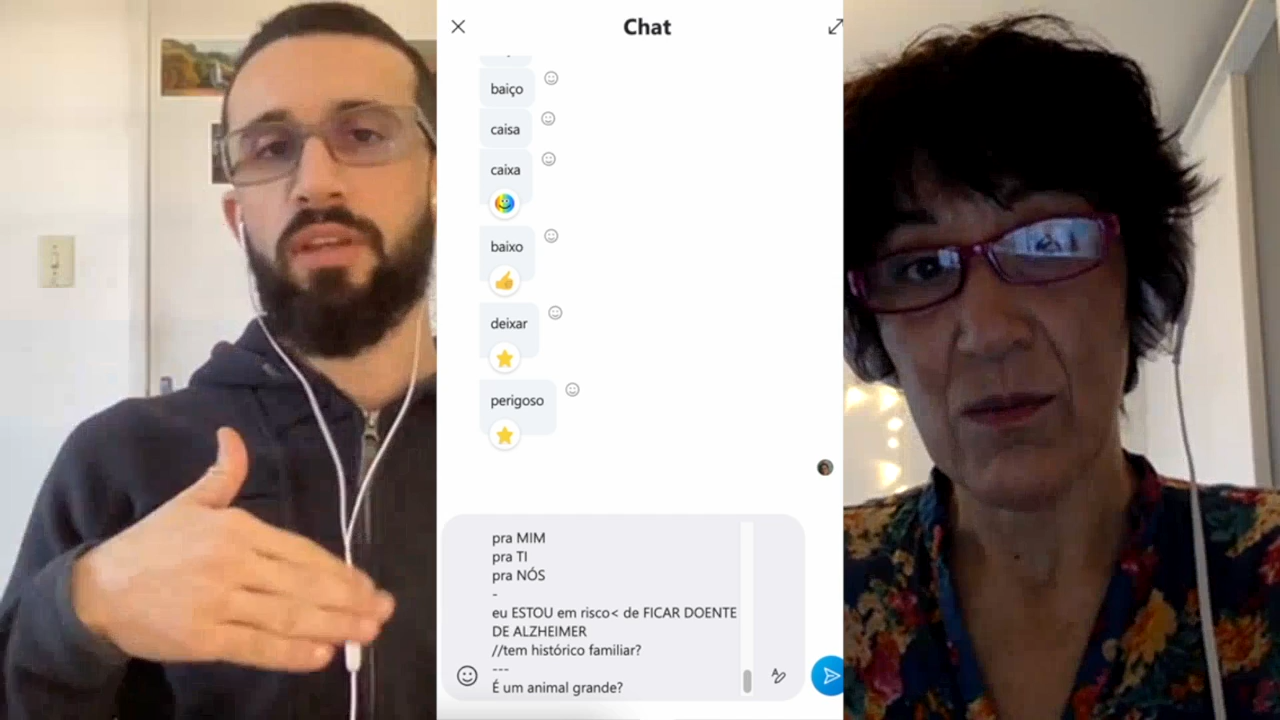 Chat
baiço
caisa
caixa
baixo
deixar
perigoso
pra MIM
pra TI
pra NÓS
-
eu ESTOU em risco< de FICAR DOENTE
DE ALZHEIMER
//tem histórico familiar?
---
É um animal grande?